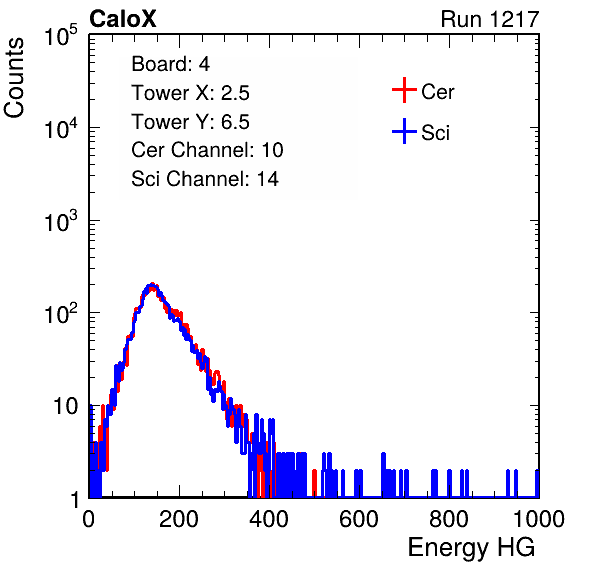 CaloX Run 1217
Counts
10^5
10^4
10^3
10^2
10
1
Board: 4
Tower X: 2.5
Tower Y: 6.5
Cer Channel: 10
Sci Channel: 14
Cer
Sci
0 200 400 600 800 1000
Energy HG